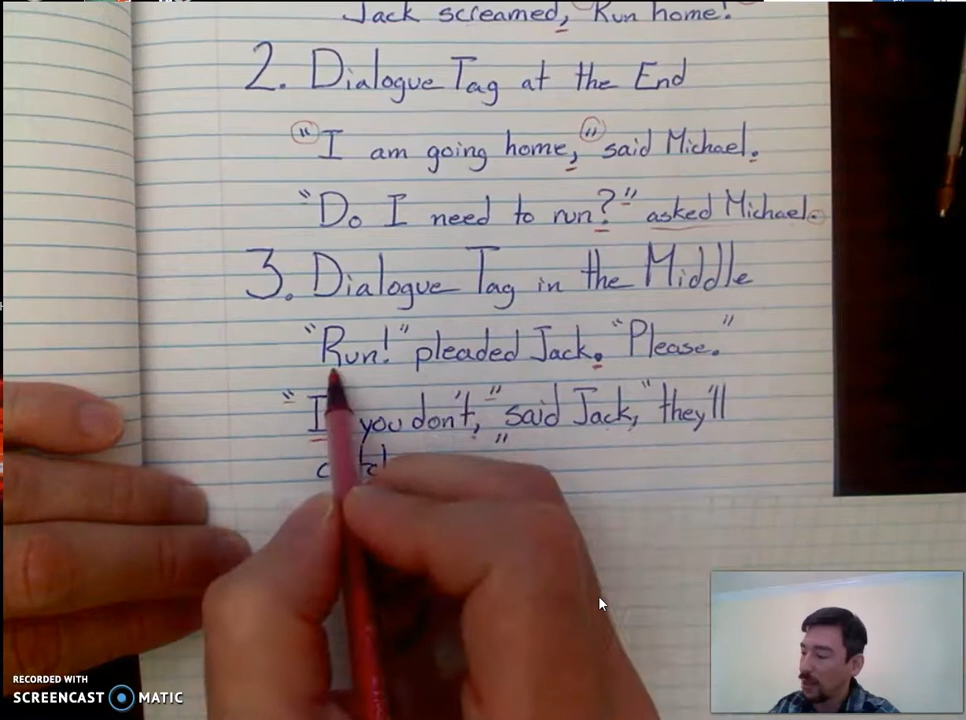 Jack screamed, "Run home!"
2. Dialogue Tag at the End
"I am going home," said Michael.
"Do I need to run?" asked Michael.
3. Dialogue Tag in the Middle
"Run!" pleaded Jack. "Please."
you don't," said Jack, "they'll
RECORDED WITH
SCREENCAST MATIC